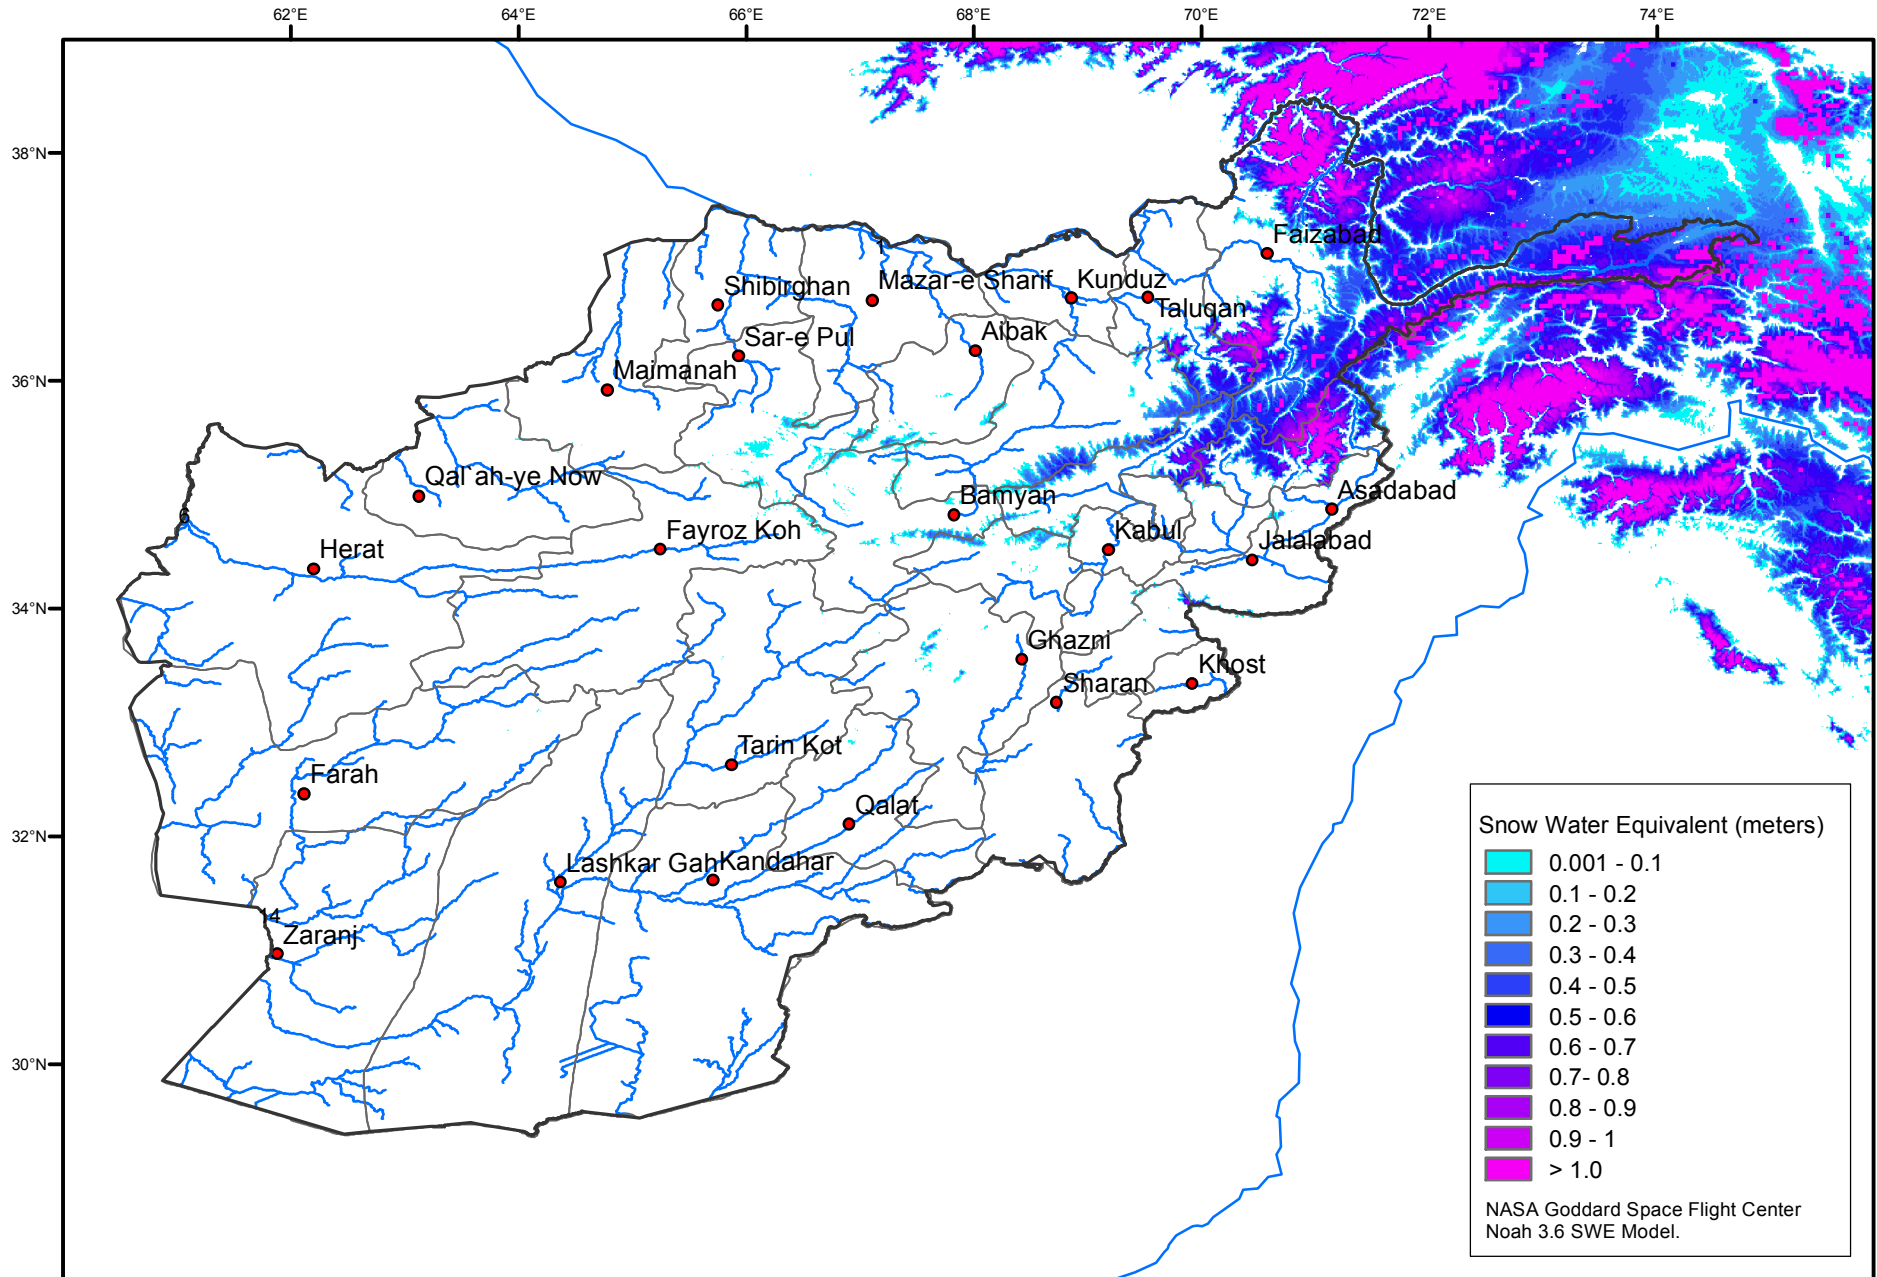 62°E 64°E 66°E 68°E 70°E 72°E 74°E
38°N
36°N
34°N
32°N
30°N
Faizabad
1
Shibirghan
Mazar-e Sharif
Kunduz
Taluqan
Sar-e Pul
Aibak
Maimanah
Qal`ah-ye Now
Bamyan
Asadabad
6
Fayroz Koh
Kabul
Herat
Jalalabad
Ghazni
Khost
Sharan
Tarin Kot
Farah
Qalat
Lashkar Gah
Kandahar
14
Zaranj
Snow Water Equivalent (meters)
0.001 - 0.1
0.1 - 0.2
0.2 - 0.3
0.3 - 0.4
0.4 - 0.5
0.5 - 0.6
0.6 - 0.7
0.7- 0.8
0.8 - 0.9
0.9 - 1
> 1.0
NASA Goddard Space Flight Center
Noah 3.6 SWE Model.